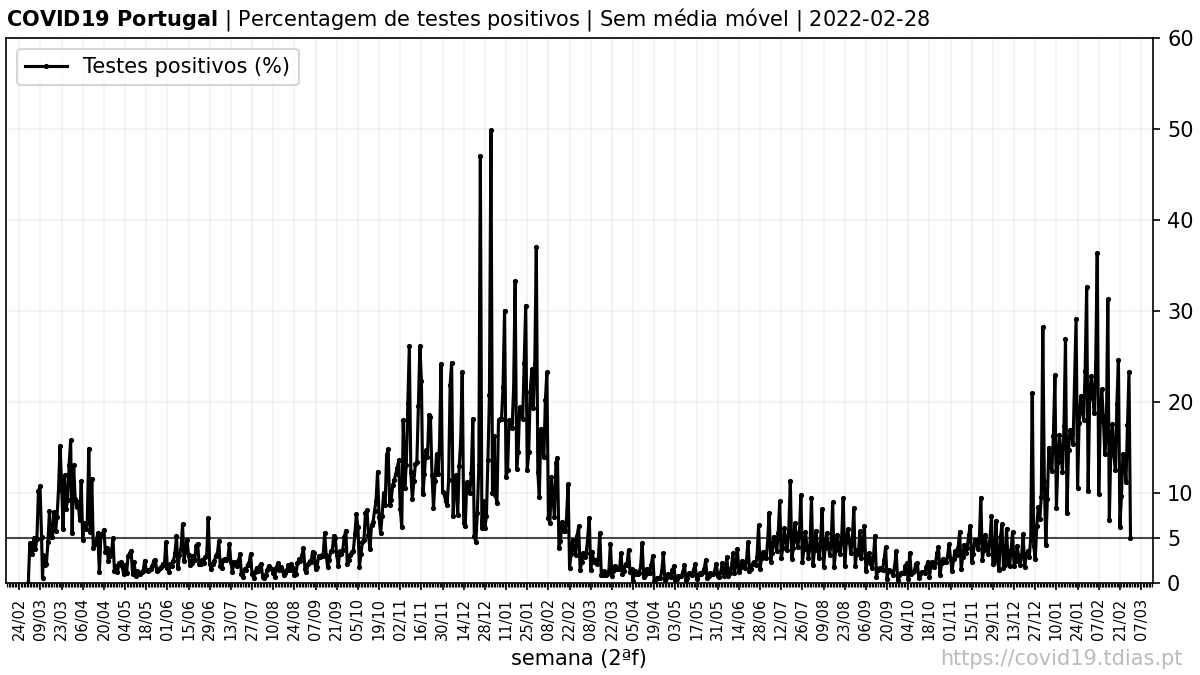 COVID19 Portugal | Percentagem de testes positivos | Sem média móvel | 2022-02-28
Testes positivos (%)
60
50
40
30
20
10
5
0
24/02 09/03 23/03 06/04 20/04 04/05 18/05 01/06 15/06 29/06 13/07 27/07 10/08 24/08 07/09 21/09 05/10 19/10 02/11 16/11 30/11 14/12 28/12 11/01 25/01 08/02 22/02 08/03 22/03 05/04 19/04 03/05 17/05 31/05 14/06 28/06 12/07 26/07 09/08 23/08 06/09 20/09 04/10 18/10 01/11 15/11 29/11 13/12 27/12 10/01 24/01 07/02 21/02 07/03
semana (2ªf)
https://covid19.tdias.pt